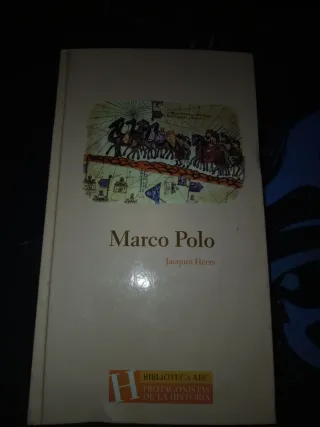 Marco Polo
Jacques Heers
H
BIBLIOTECA ABC
PROTAGONISTAS
DE LA HISTORIA